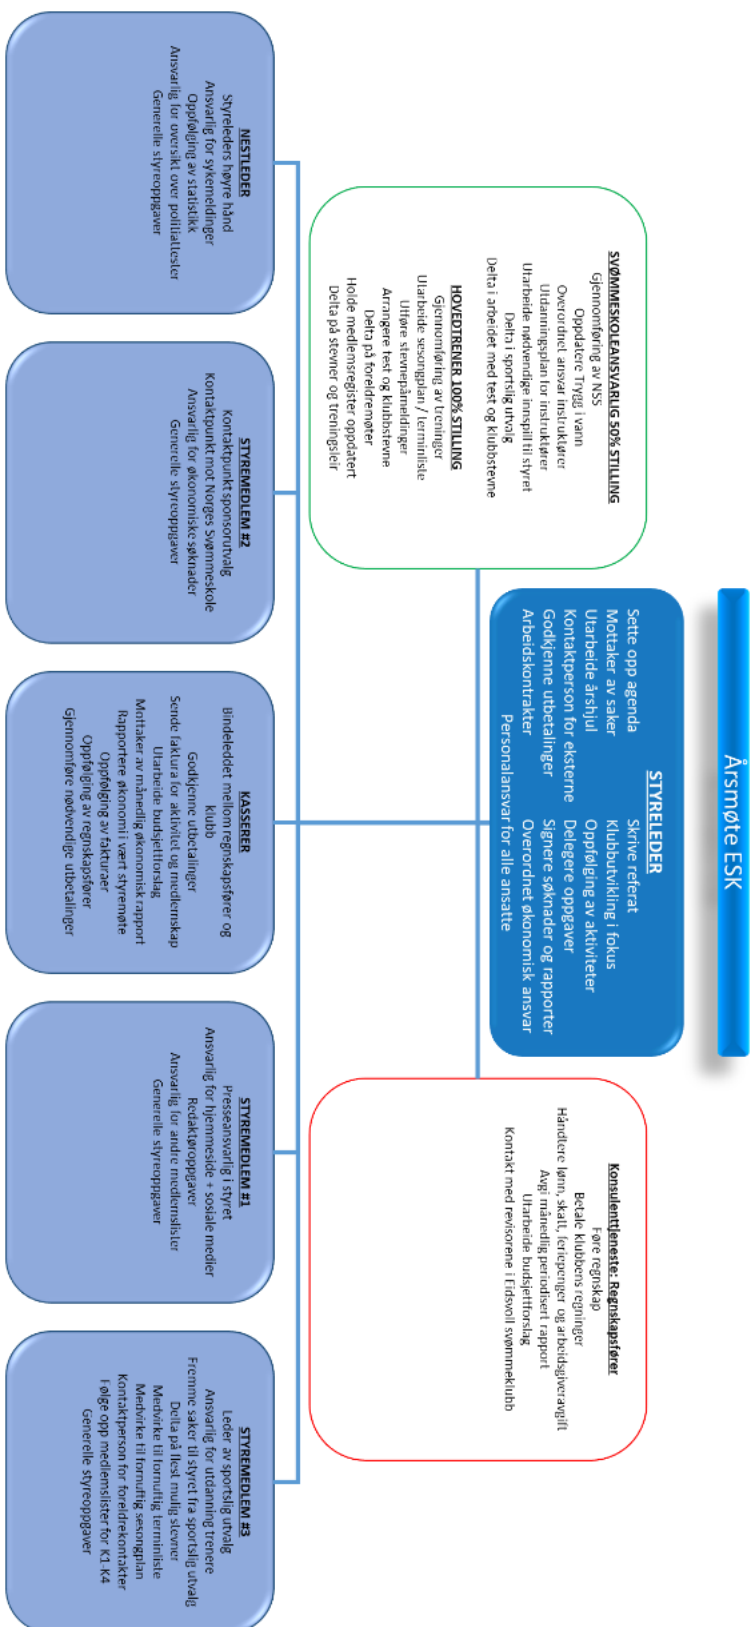 Årsmøte ESK
STYRELEDER
Sette opp agenda
Mottaker av saker
Utarbeide årshjul
Kontaktperson for eksterne
Godkjenne utbetalinger
Arbeidskontrakter
Skrive referat
Klubbutvikling i fokus
Oppfølging av aktiviteter
Delegere oppgaver
Signere søknader og rapporter
Overordnet økonomisk ansvar
Personalansvar for alle ansatte
SVØMMESKOLEANSVARLIG 50% STILLING
Gjennomføring av NSS
Oppdatere Trygg i vann
Overordnet ansvar instruktører
Utdanningsplan for instruktører
Utarbeide nødvendige innspill til styret
Delta i sportslig utvalg
Delta i arbeidet med test og klubbstevne
HOVEDTRENER 100% STILLING
Gjennomføring av treninger
Utarbeide sesongplan / terminliste
Utføre stevnepåmeldinger
Arrangere test og klubbstevne
Delta på foreldremøter
Holde medlemsregister oppdatert
Delta på stevner og treningsleir
Konsulenttjeneste: Regnskapsfører
Føre regnskap
Betale klubbens regninger
Håndtere lønn, skatt, feriepenger og arbeidsgiveravgift
Avgi månedlig periodisert rapport
Utarbeide budsjettforslag
Kontakt med revisorene i Eidsvoll svømmeklubb
NESTLEDER
Styreleders høyre hånd
Ansvarlig for sykemeldinger
Oppfølging av statistikk
Ansvarlig for oversikt over politiattester
Generelle styreoppgaver
STYREMEDLEM #2
Kontaktpunkt sponsorutvalg
Kontaktpunkt mot Norges Svømmeskole
Ansvarlig for økonomiske søknader
Generelle styreoppgaver
KASSERER
Bindeleddet mellom regnskapsfører og
klubb
Godkjenne utbetalinger
Sende faktura for aktivitet og medlemskap
Utarbeide budsjettforslag
Mottaker av månedlig økonomisk rapport
Rapportere økonomi i vært styremøte
Oppfølging av fakturaer
Oppfølging av regnskapsfører
Gjennomføre nødvendige utbetalinger
STYREMEDLEM #1
Presseansvarlig i styret
Ansvarlig for hjemmeside + sosiale medier
Redaktøroppgaver
Ansvarlig for andre medlemslister
Generelle styreoppgaver
STYREMEDLEM #3
Leder av sportslig utvalg
Ansvarlig for utdanning trenere
Fremme saker til styret fra sportslig utvalg
Delta på flest mulig stevner
Medvirke til fornuftig terminliste
Medvirke til fornuftig sesongplan
Kontaktperson for foreldrekontakter
Følge opp medlemslister for K1-K4
Generelle styreoppgaver